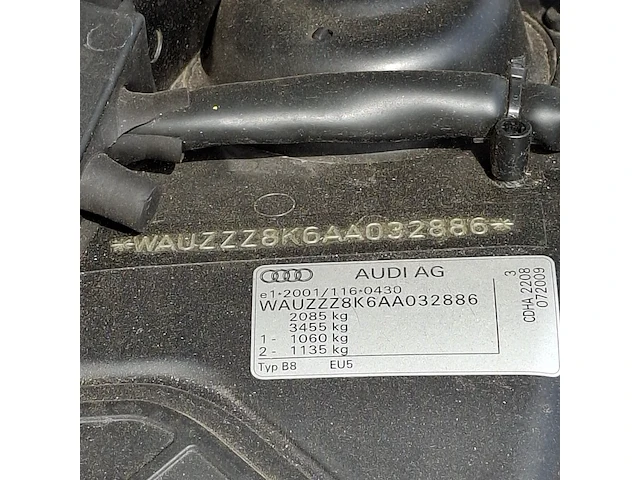 *WAUZZZ8K6AA032886*
AUDI AG
e1*2001/116*0430
WAUZZZ8K6AA032886
2085 kg
3455 kg
1- 1060 kg
2- 1135 kg
Typ B8 EU5
3
CDHA 2208
072009